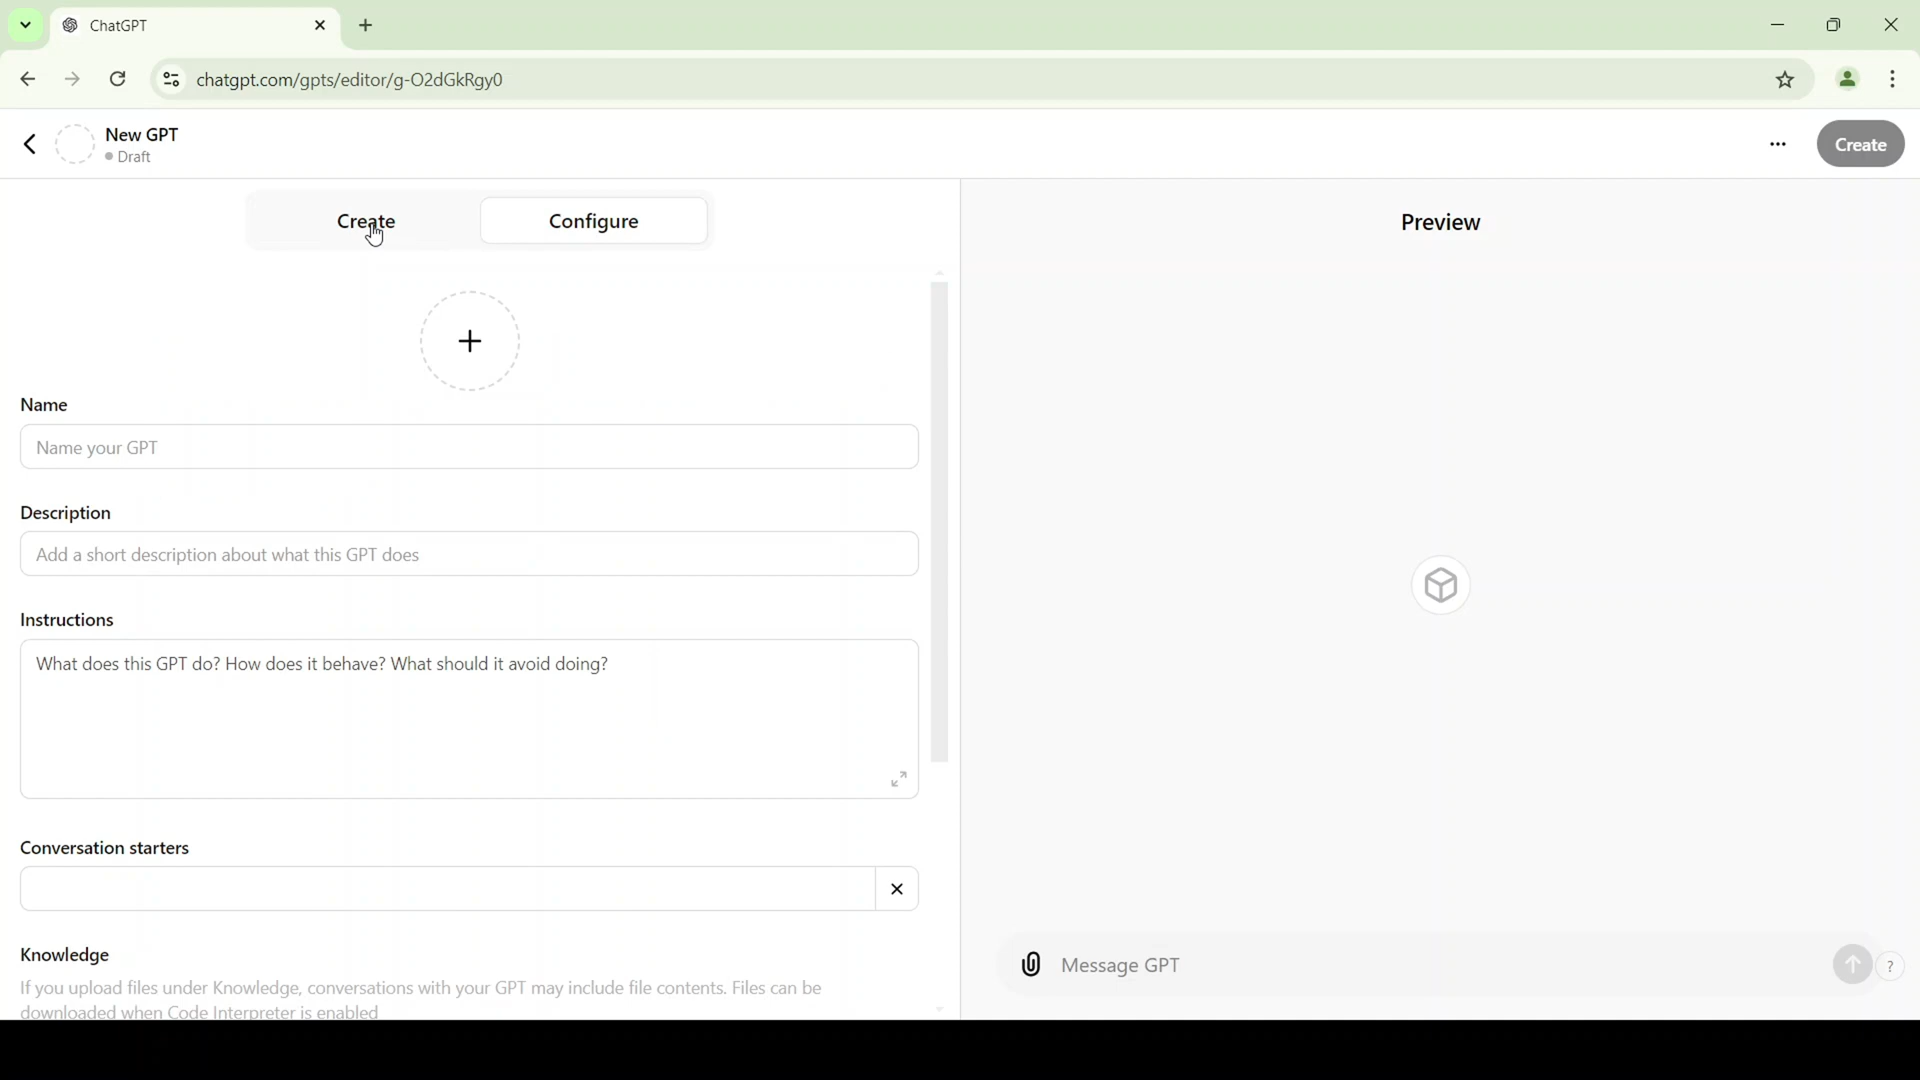 ChatGPT
chatgpt.com/gpts/editor/g-O2dGkRgy0
New GPT
Draft
Create
Create
Configure
Preview
Name
Name your GPT
Description
Add a short description about what this GPT does
Instructions
What does this GPT do? How does it behave? What should it avoid doing?
Conversation starters
Knowledge
If you upload files under Knowledge, conversations with your GPT may include file contents. Files can be
downloaded when Code Interpreter is enabled
Message GPT
?